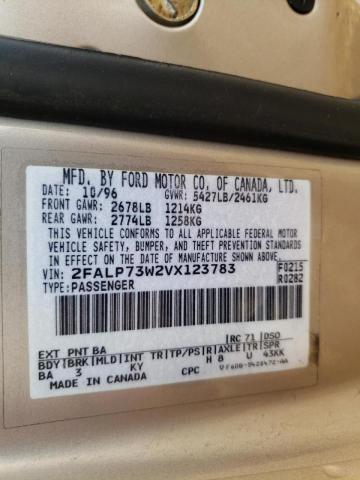 MFD. BY FORD MOTOR CO. OF CANADA, LTD.
DATE: 10/96 GVWR: 5427LB/2461KG
FRONT GAWR: 2678LB 1214KG
REAR GAWR: 2774LB 1258KG
THIS VEHICLE CONFORMS TO ALL APPLICABLE FEDERAL MOTOR
VEHICLE SAFETY, BUMPER, AND THEFT PREVENTION STANDARDS
IN EFFECT ON THE DATE OF MANUFACTURE SHOWN ABOVE
VIN: 2FALP73W2VX123783 F0215
TYPE: PASSENGER R0282
EXT PNT BA RC 71 DSO
BDY BRK MLD INT TR TP/PS R AXLE TR SPR
BA 3 KY H 8 U 43KK
MADE IN CANADA CPC